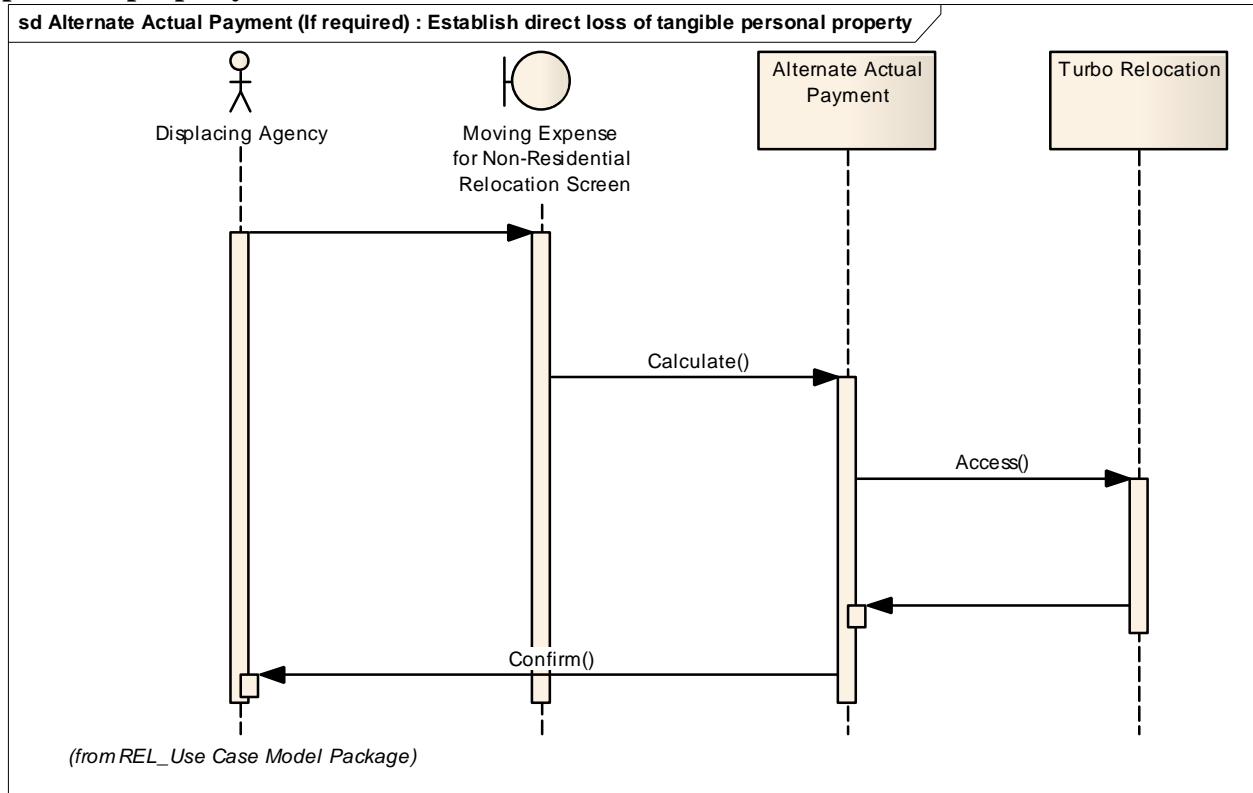 sd Alternate Actual Payment (If required) : Establish direct loss of tangible personal property
Displacing Agency
Moving Expense
for Non-Residential
Relocation Screen
Alternate Actual
Payment
Turbo Relocation
Calculate()
Access()
Confirm()
(from REL_Use Case Model Package)